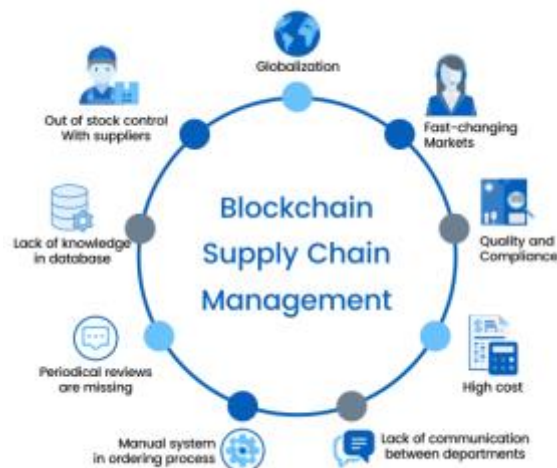 Globalization
Out of stock control
With suppliers
Fast-changing
Markets
Blockchain
Supply Chain
Management
Lack of knowledge
in database
Quality and
Compliance
Periodical reviews
are missing
High cost
Manual system
in ordering process
Lack of communication
between departments